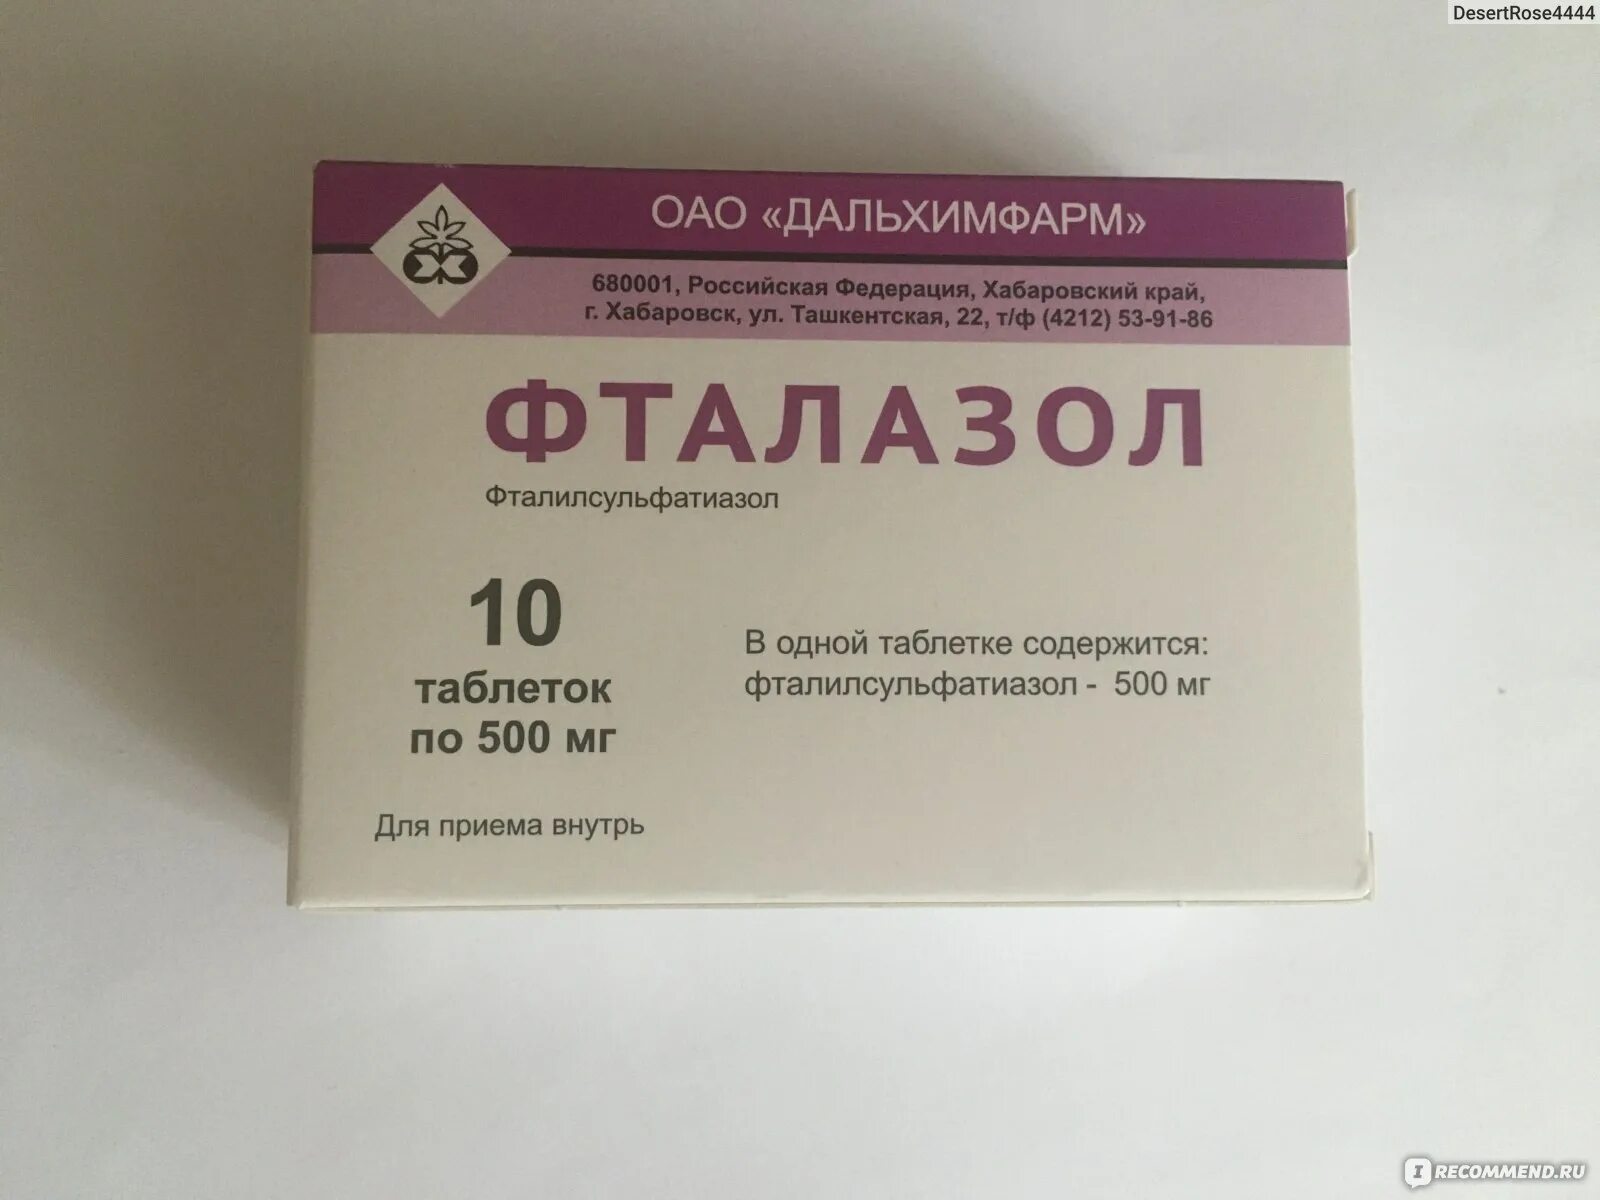 DesertRose4444
ОАО «ДАЛЬХИМФАРМ»
680001, Российская Федерация, Хабаровский край,
г. Хабаровск, ул. Ташкентская, 22, т/ф (4212) 53-91-86
ФТАЛАЗОЛ
Фталилсульфатиазол
10
таблеток
по 500 мг
В одной таблетке содержится:
фталилсульфатиазол - 500 мг
Для приема внутрь
IRECOMMEND.RU